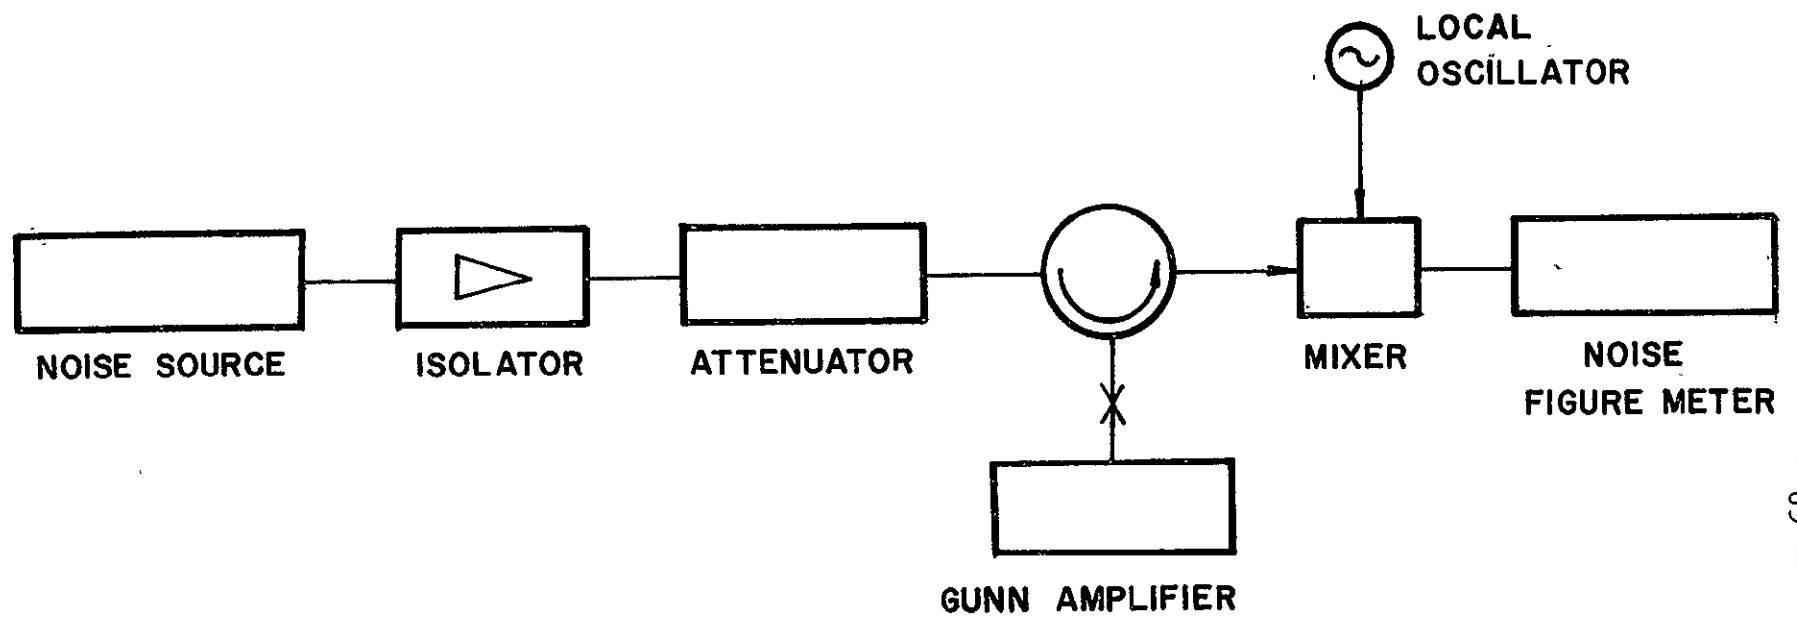 LOCAL
OSCILLATOR
NOISE SOURCE
ISOLATOR
ATTENUATOR
MIXER
NOISE
FIGURE METER
GUNN AMPLIFIER